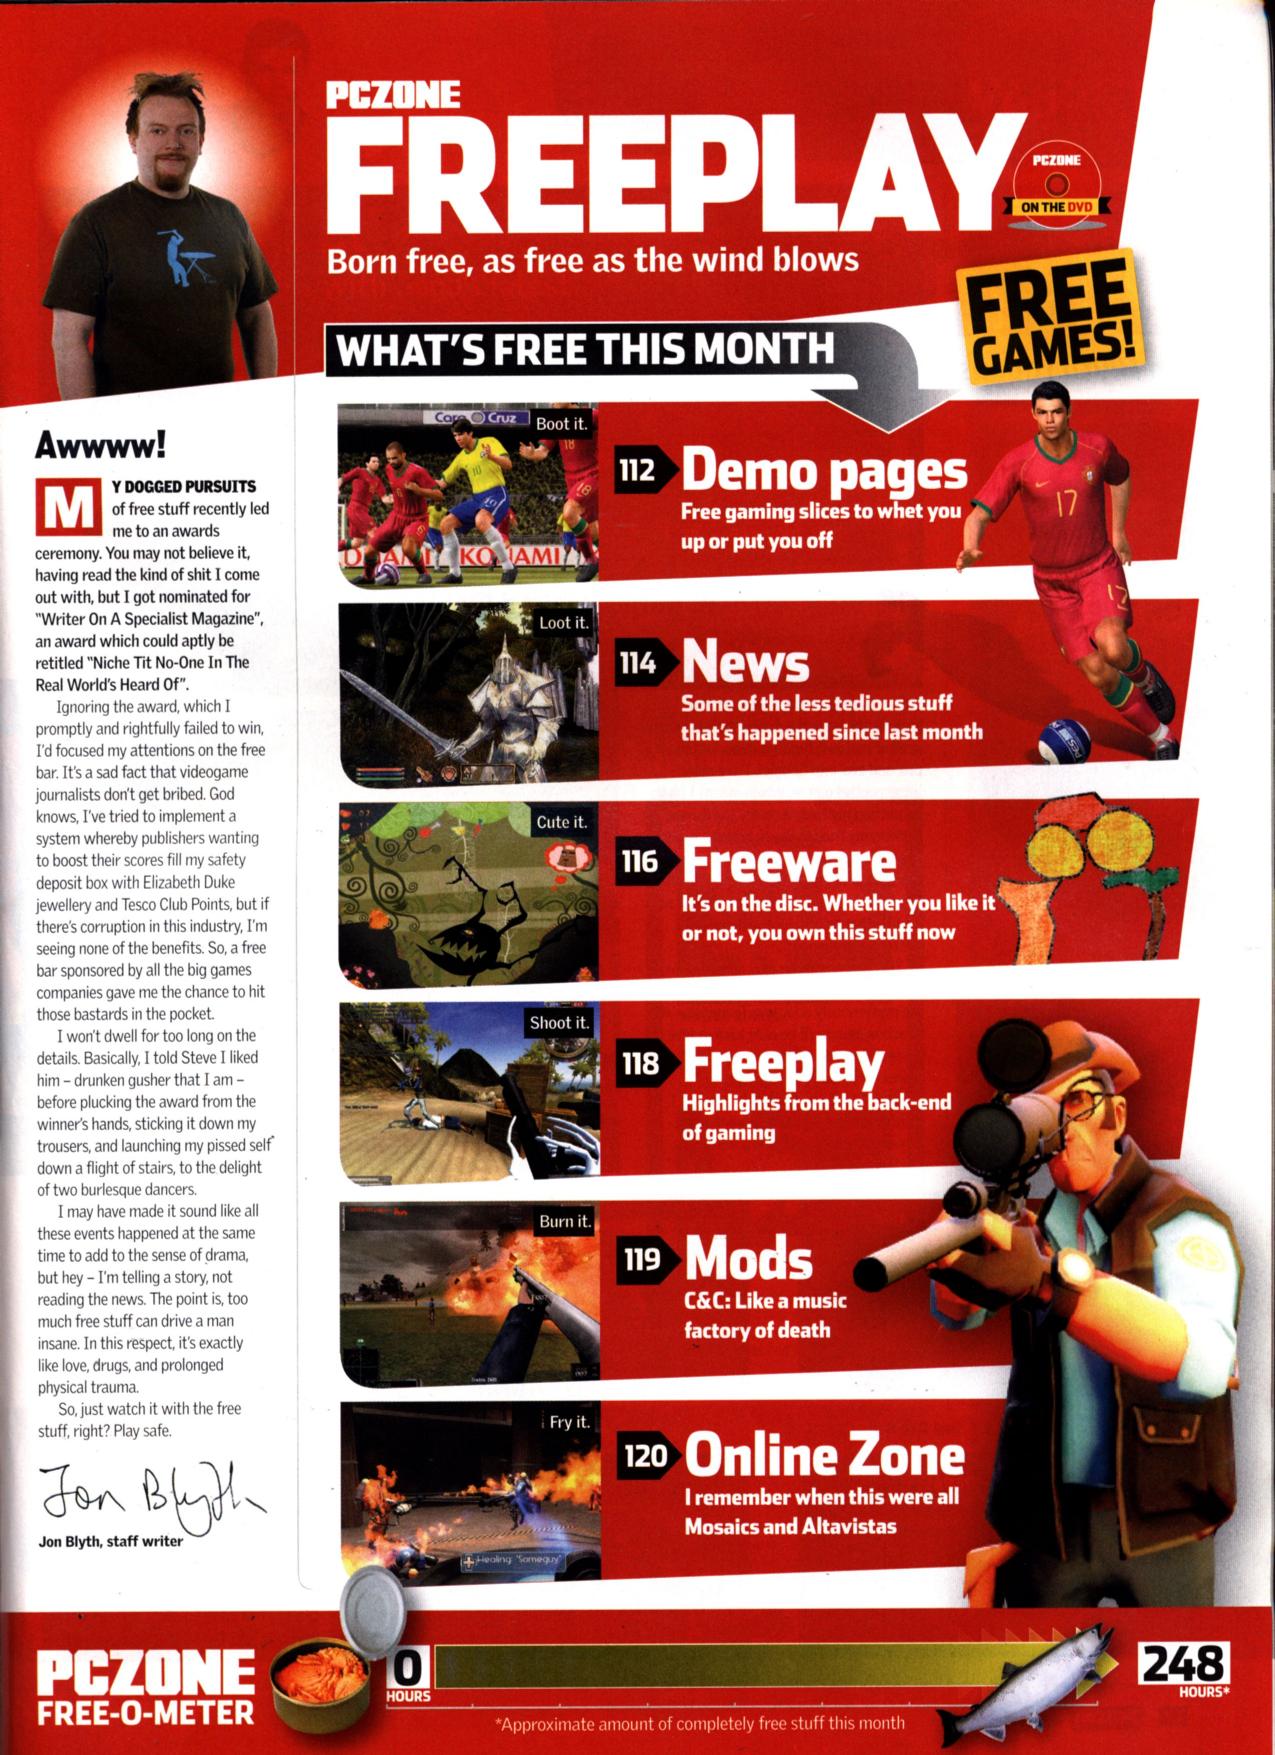 PCZONE
FREEPLAY
Born free, as free as the wind blows
PCZONE
ON THE DVD
FREE
GAMES!
WHAT'S FREE THIS MONTH
Awwww!
MY DOGGED PURSUITS
of free stuff recently led
me to an awards
ceremony. You may not believe it,
having read the kind of shit I come
out with, but I got nominated for
"Writer On A Specialist Magazine",
an award which could aptly be
retitled "Niche Tit No-One In The
Real World's Heard Of".
Ignoring the award, which I
promptly and rightfully failed to win,
I'd focused my attentions on the free
bar. It's a sad fact that videogame
journalists don't get bribed. God
knows, I've tried to implement a
system whereby publishers wanting
to boost their scores fill my safety
deposit box with Elizabeth Duke
jewellery and Tesco Club Points, but if
there's corruption in this industry, I'm
seeing none of the benefits. So, a free
bar sponsored by all the big games
companies gave me the chance to hit
those bastards in the pocket.
I won't dwell for too long on the
details. Basically, I told Steve I liked
him – drunken gusher that I am –
before plucking the award from the
winner's hands, sticking it down my
trousers, and launching my pissed self
down a flight of stairs, to the delight
of two burlesque dancers.
I may have made it sound like all
these events happened at the same
time to add to the sense of drama,
but hey – I'm telling a story, not
reading the news. The point is, too
much free stuff can drive a man
insane. In this respect, it's exactly
like love, drugs, and prolonged
physical trauma.
So, just watch it with the free
stuff, right? Play safe.
Jon Blyth
Jon Blyth, staff writer
Cruz
Boot it.
KONAMI
112
Demo pages
Free gaming slices to whet you
up or put you off
17
17
Loot it.
114
News
Some of the less tedious stuff
that's happened since last month
Cute it.
116
Freeware
It's on the disc. Whether you like it
or not, you own this stuff now
Shoot it.
118
Freeplay
Highlights from the back-end
of gaming
Burn it.
119
Mods
C&C: Like a music
factory of death
Fry it.
Healing: 'Someguy'
120
Online Zone
I remember when this were all
Mosaics and Altavistas
PCZONE
FREE-O-METER
0
HOURS
248
HOURS*
*Approximate amount of completely free stuff this month